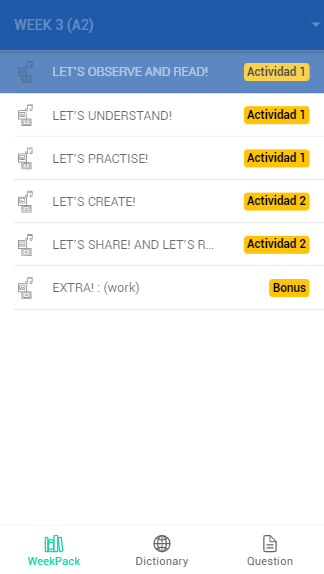 WEEK 3 (A2)
LET'S OBSERVE AND READ! Actividad 1
LET'S UNDERSTAND! Actividad 1
LET'S PRACTISE! Actividad 1
LET'S CREATE! Actividad 2
LET'S SHARE! AND LET'S R... Actividad 2
EXTRA! : (work) Bonus
WeekPack Dictionary Question